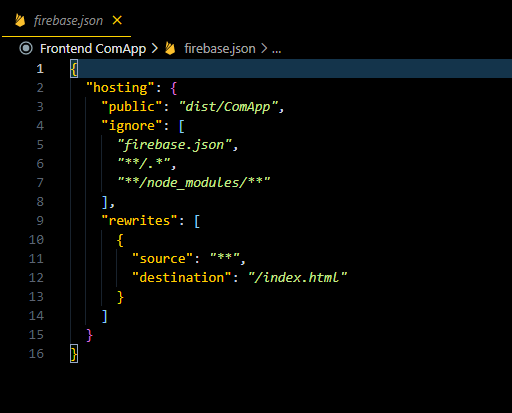 firebase.json ×
Frontend ComApp > firebase.json > ...
1 {
2 "hosting": {
3 "public": "dist/ComApp",
4 "ignore": [
5 "firebase.json",
6 "**/.*",
7 "**/node_modules/**"
8 ],
9 "rewrites": [
10 {
11 "source": "**",
12 "destination": "/index.html"
13 }
14 ]
15 }
16 }